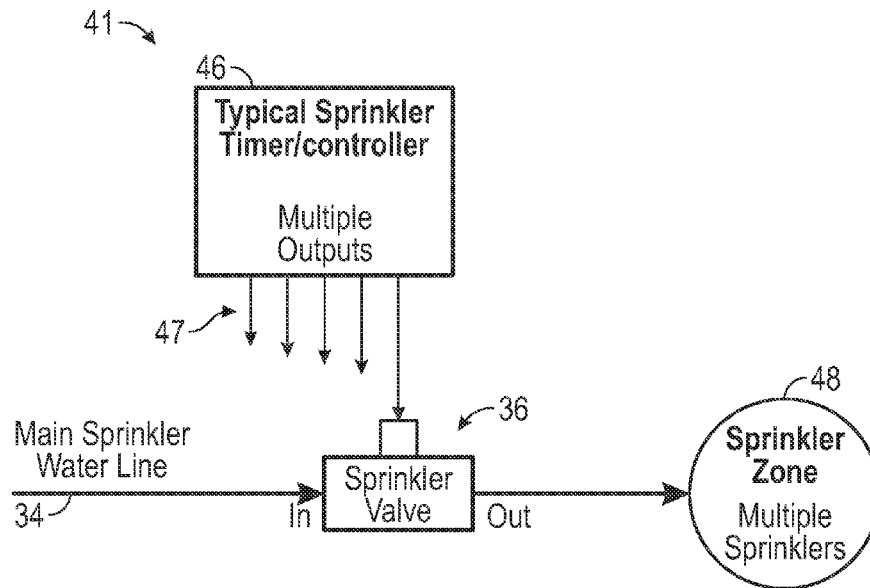 41
46
Typical Sprinkler
Timer/controller
Multiple
Outputs
47
36
48
Main Sprinkler
Water Line
34
In
Sprinkler
Valve
Out
Sprinkler
Zone
Multiple
Sprinklers